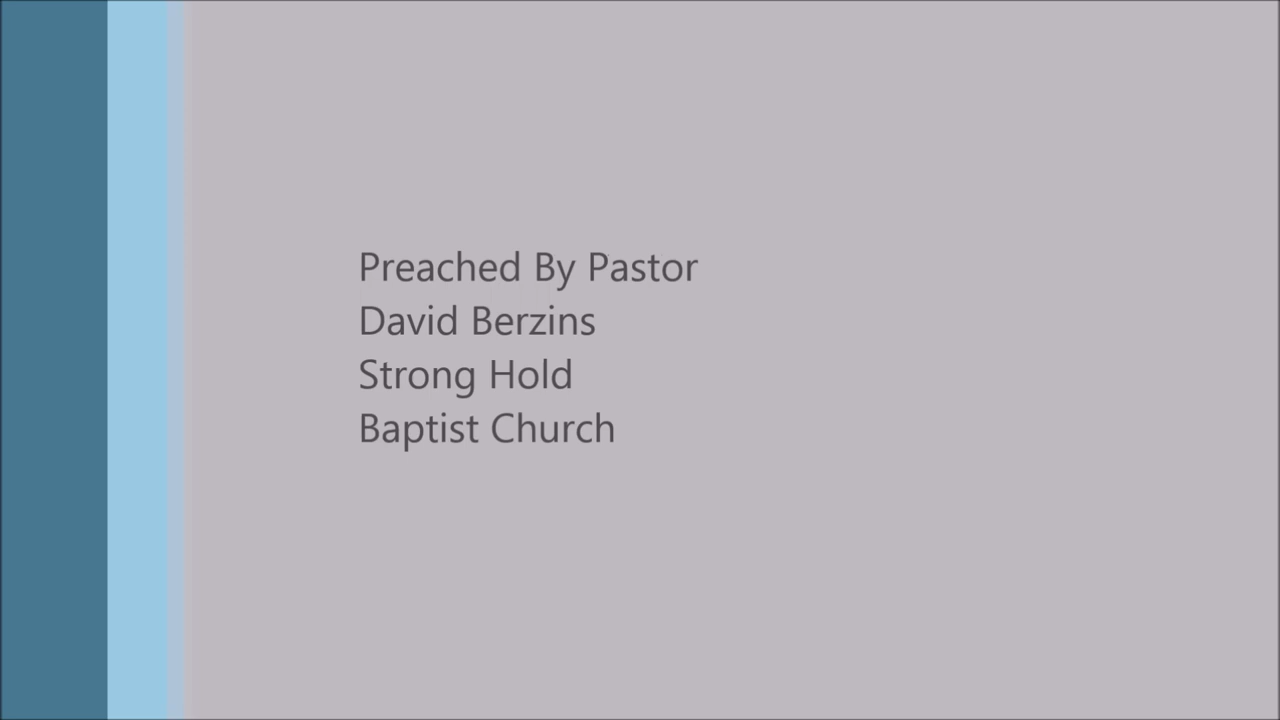 Preached By Pastor
David Berzins
Strong Hold
Baptist Church